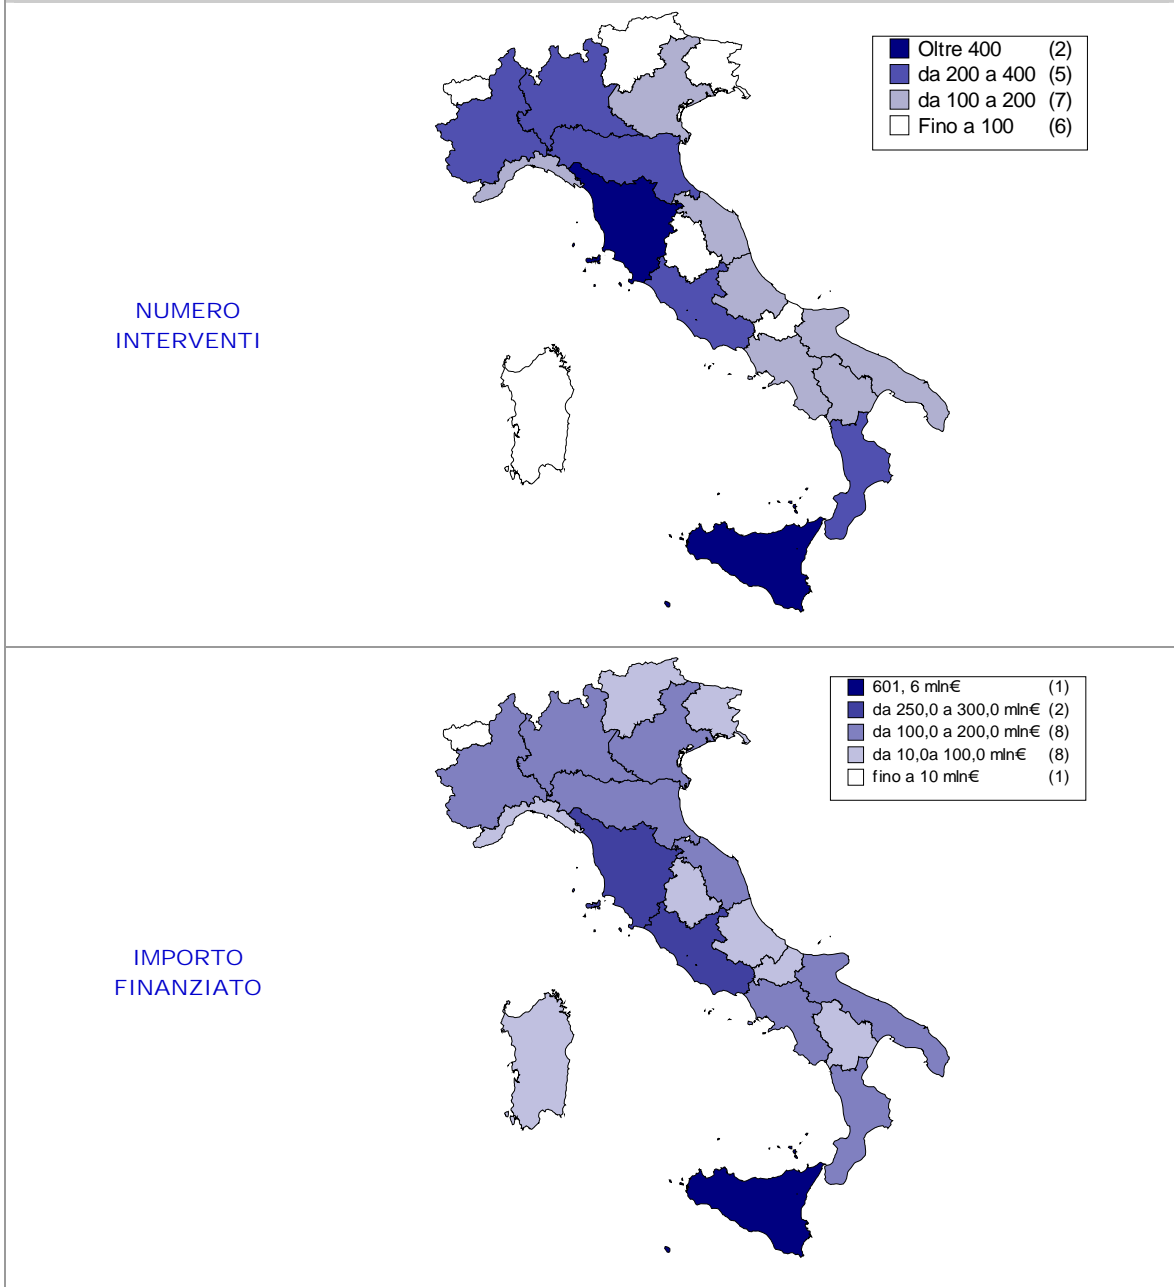 Oltre 400 (2)
da 200 a 400 (5)
da 100 a 200 (7)
Fino a 100 (6)
NUMERO
INTERVENTI
601, 6 mln€ (1)
da 250,0 a 300,0 mln€ (2)
da 100,0 a 200,0 mln€ (8)
da 10,0a 100,0 mln€ (8)
fino a 10 mln€ (1)
IMPORTO
FINANZIATO